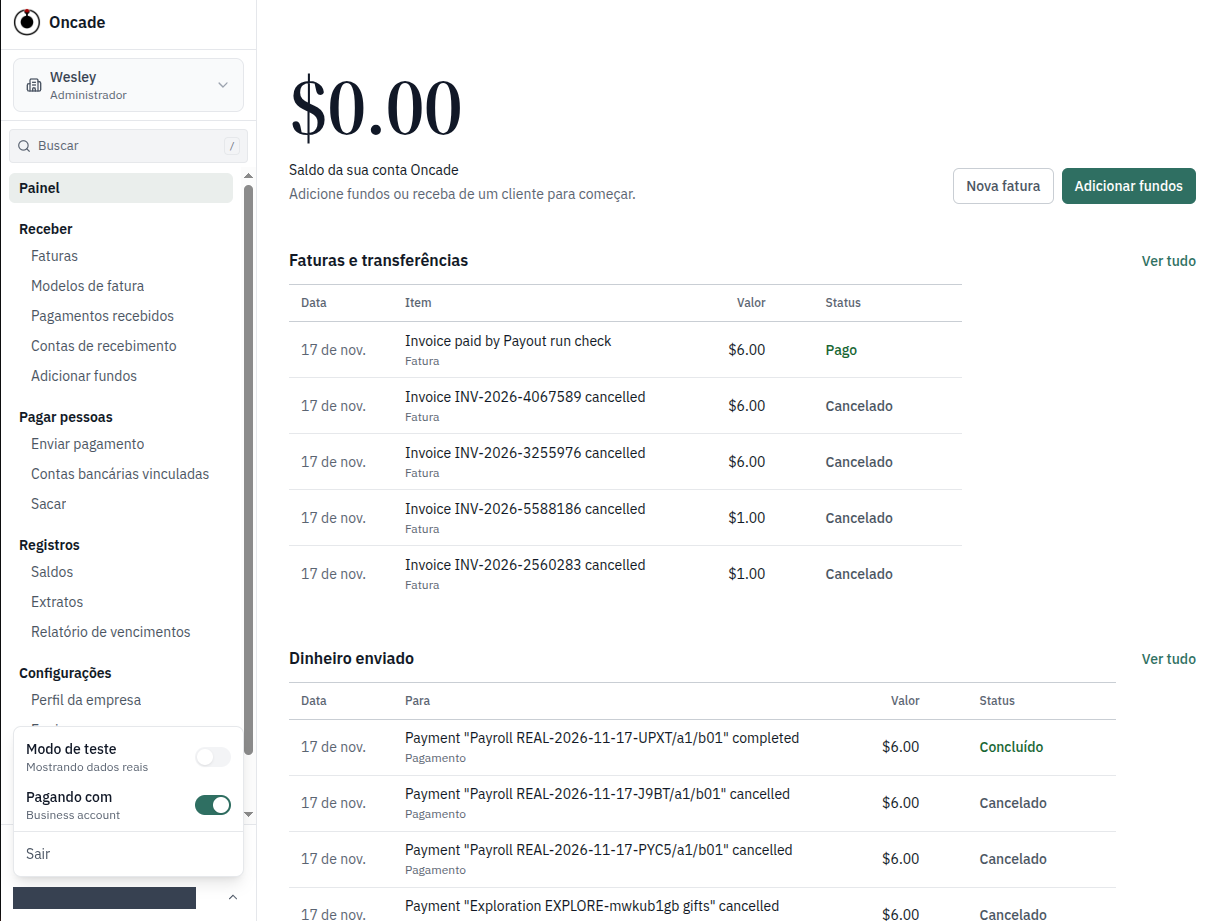 Oncade
Wesley
Administrador
Buscar /
Painel
Receber
Faturas
Modelos de fatura
Pagamentos recebidos
Contas de recebimento
Adicionar fundos
Pagar pessoas
Enviar pagamento
Contas bancárias vinculadas
Sacar
Registros
Saldos
Extratos
Relatório de vencimentos
Configurações
Perfil da empresa
Modo de teste
Mostrando dados reais
Pagando com
Business account
Sair
$0.00
Saldo da sua conta Oncade
Adicione fundos ou receba de um cliente para começar.
Nova fatura
Adicionar fundos
Faturas e transferências
Ver tudo
Data Item Valor Status
17 de nov. Invoice paid by Payout run check $6.00 Pago
Fatura
17 de nov. Invoice INV-2026-4067589 cancelled $6.00 Cancelado
Fatura
17 de nov. Invoice INV-2026-3255976 cancelled $6.00 Cancelado
Fatura
17 de nov. Invoice INV-2026-5588186 cancelled $1.00 Cancelado
Fatura
17 de nov. Invoice INV-2026-2560283 cancelled $1.00 Cancelado
Fatura
Dinheiro enviado
Ver tudo
Data Para Valor Status
17 de nov. Payment "Payroll REAL-2026-11-17-UPXT/a1/b01" completed $6.00 Concluído
Pagamento
17 de nov. Payment "Payroll REAL-2026-11-17-J9BT/a1/b01" cancelled $6.00 Cancelado
Pagamento
17 de nov. Payment "Payroll REAL-2026-11-17-PYC5/a1/b01" cancelled $6.00 Cancelado
Pagamento
17 de nov. Payment "Exploration EXPLORE-mwkub1gb gifts" cancelled $6.00 Cancelado